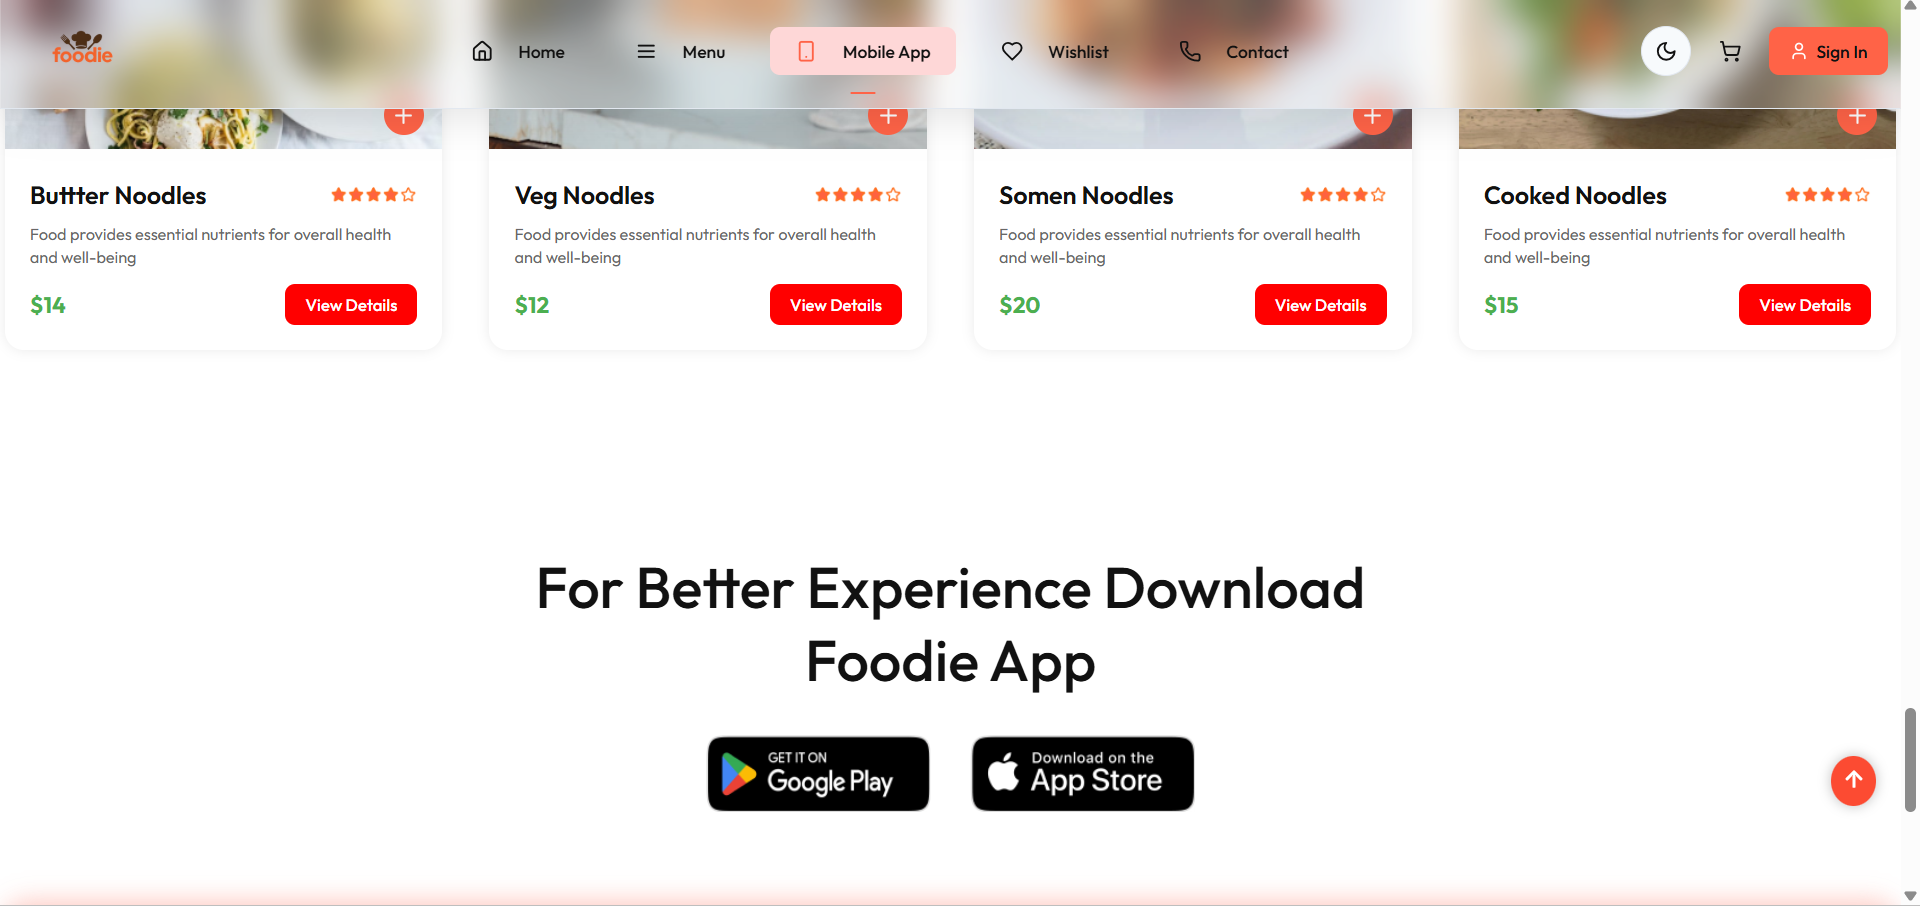 foodie
Home
Menu
Mobile App
Wishlist
Contact
Sign In
Buttter Noodles
Food provides essential nutrients for overall health
and well-being
$14
View Details
Veg Noodles
Food provides essential nutrients for overall health
and well-being
$12
View Details
Somen Noodles
Food provides essential nutrients for overall health
and well-being
$20
View Details
Cooked Noodles
Food provides essential nutrients for overall health
and well-being
$15
View Details
For Better Experience Download
Foodie App
GET IT ON
Google Play
Download on the
App Store